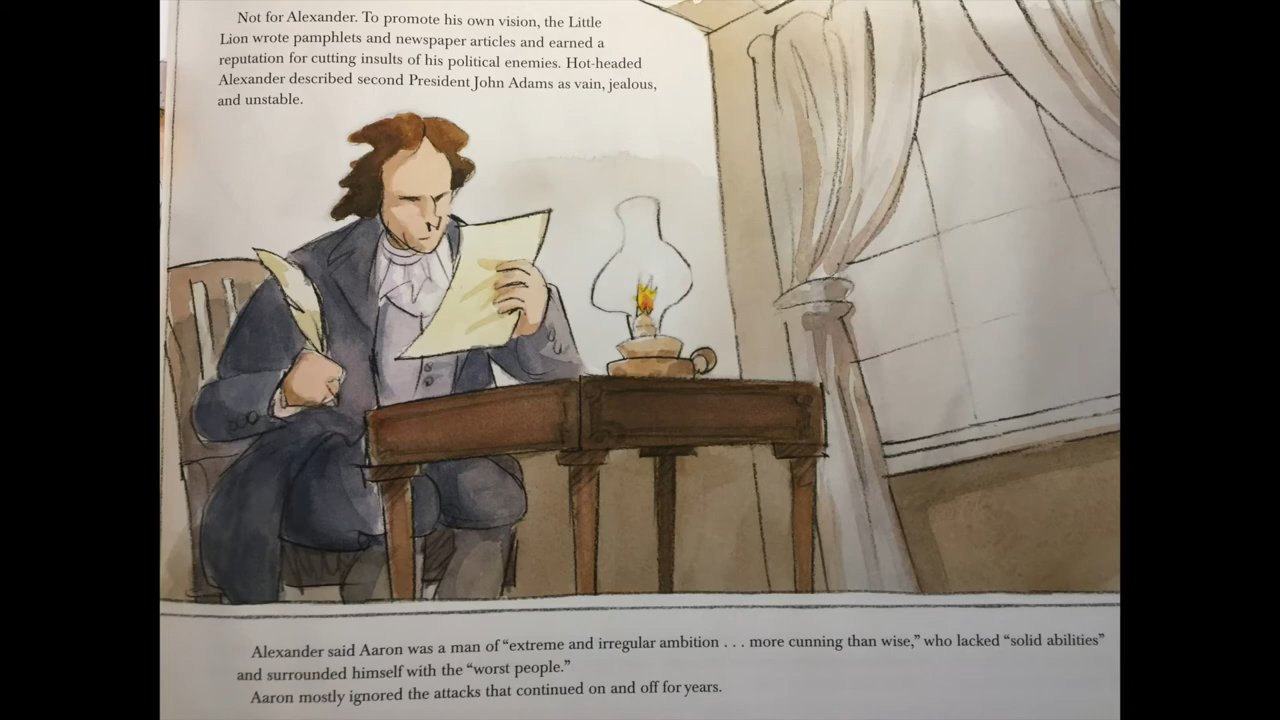 Not for Alexander. To promote his own vision, the Little
Lion wrote pamphlets and newspaper articles and earned a
reputation for cutting insults of his political enemies. Hot-headed
Alexander described second President John Adams as vain, jealous,
and unstable.
Alexander said Aaron was a man of “extreme and irregular ambition . . . more cunning than wise,” who lacked “solid abilities”
and surrounded himself with the “worst people.”
Aaron mostly ignored the attacks that continued on and off for years.